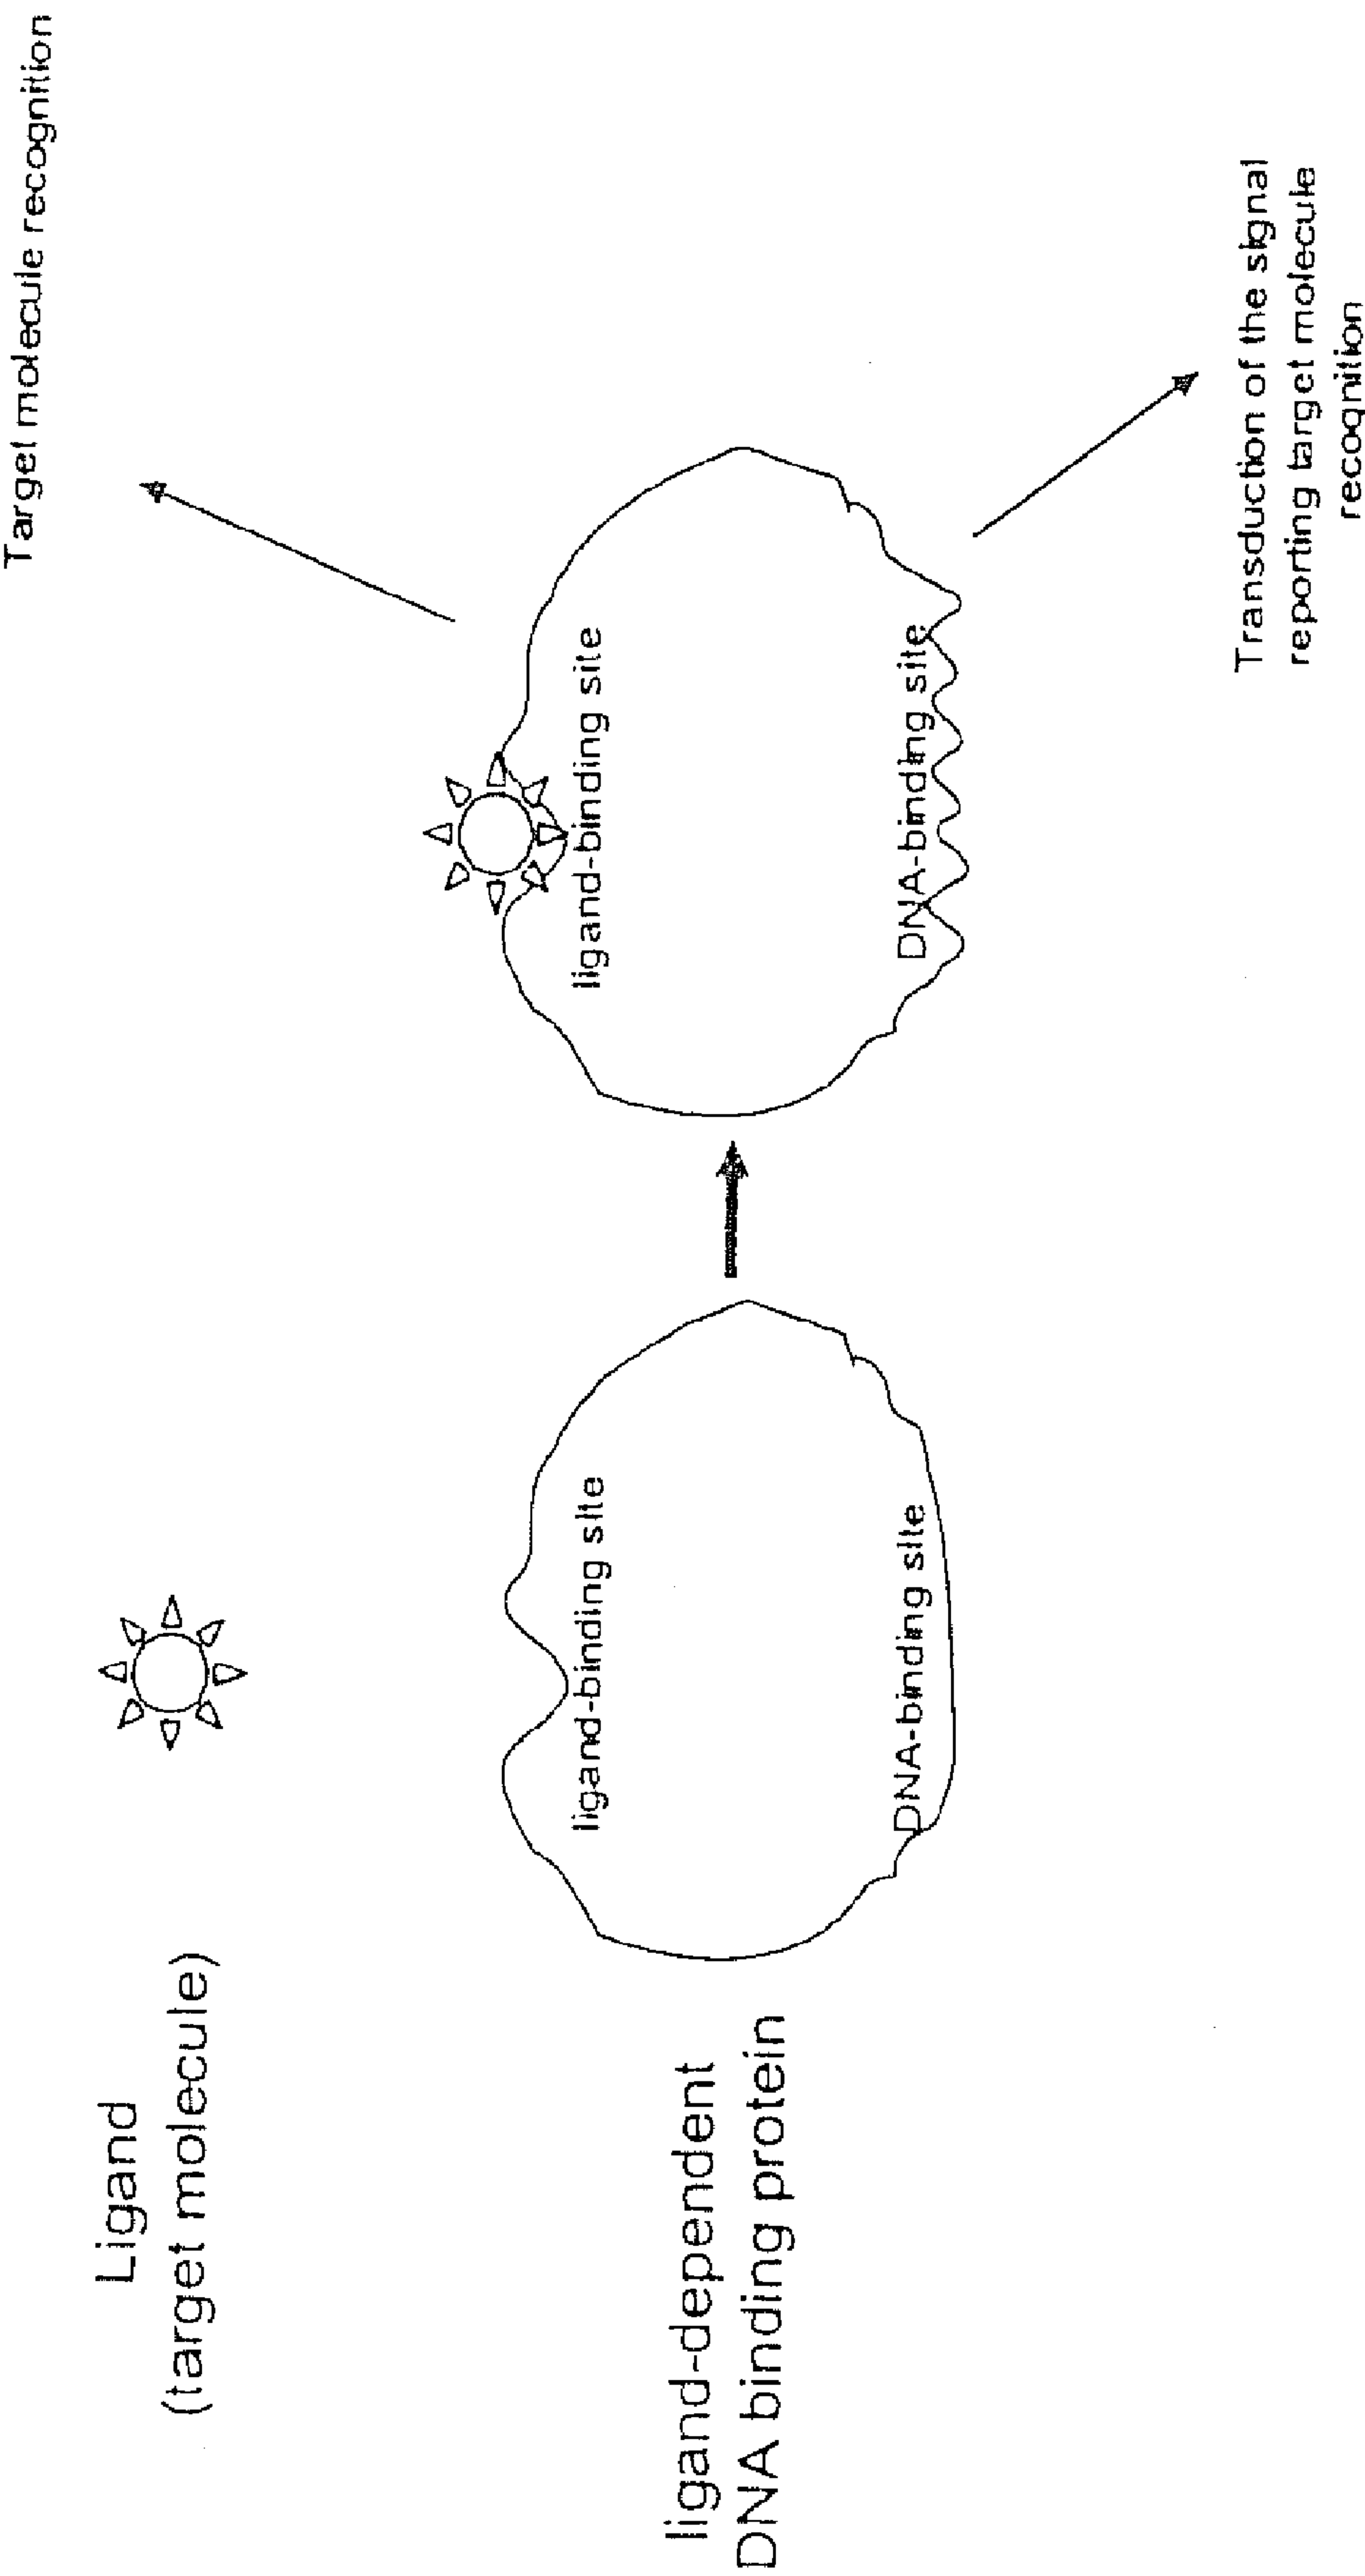 Ligand
(target molecule)
ligand-dependent
DNA binding protein
ligand-binding site
DNA-binding site
ligand-binding site
DNA-binding site
Target molecule recognition
Transduction of the signal
reporting target molecule
recognition